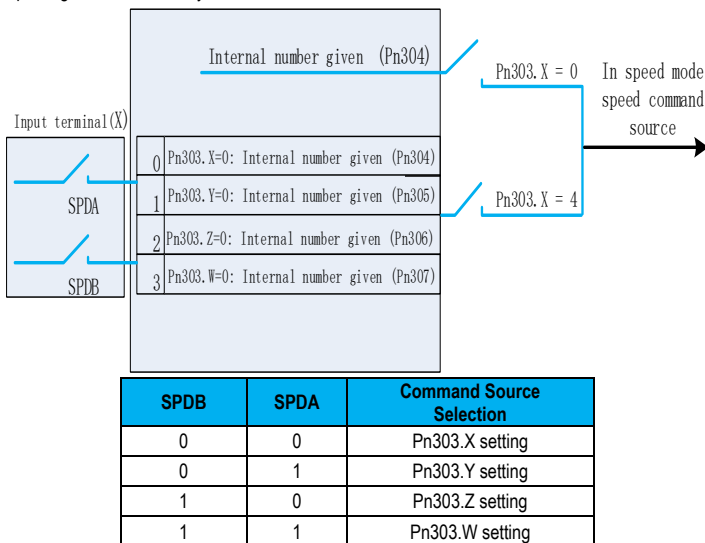 Internal number given (Pn304)
Pn303.X = 0
In speed mode
speed command
source
Input terminal(X)
SPDA
SPDB
0 Pn303.X=0: Internal number given (Pn304)
1 Pn303.Y=0: Internal number given (Pn305)
2 Pn303.Z=0: Internal number given (Pn306)
3 Pn303.W=0: Internal number given (Pn307)
Pn303.X = 4
SPDB SPDA Command Source
Selection
0 0 Pn303.X setting
0 1 Pn303.Y setting
1 0 Pn303.Z setting
1 1 Pn303.W setting